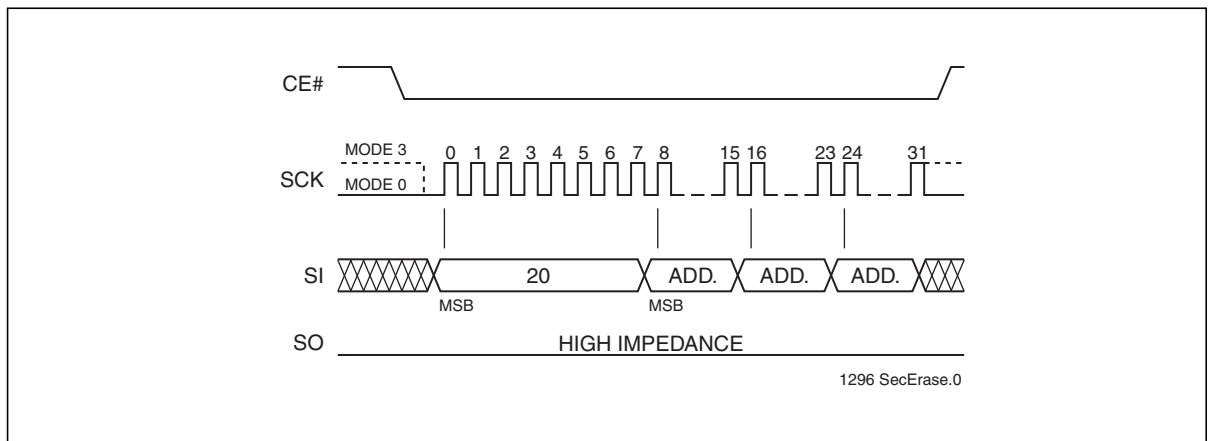 CE#
MODE 3
0 1 2 3 4 5 6 7 8 15 16 23 24 31
SCK
MODE 0
SI
20 ADD. ADD. ADD.
MSB MSB
SO
HIGH IMPEDANCE
1296 SecErase.0